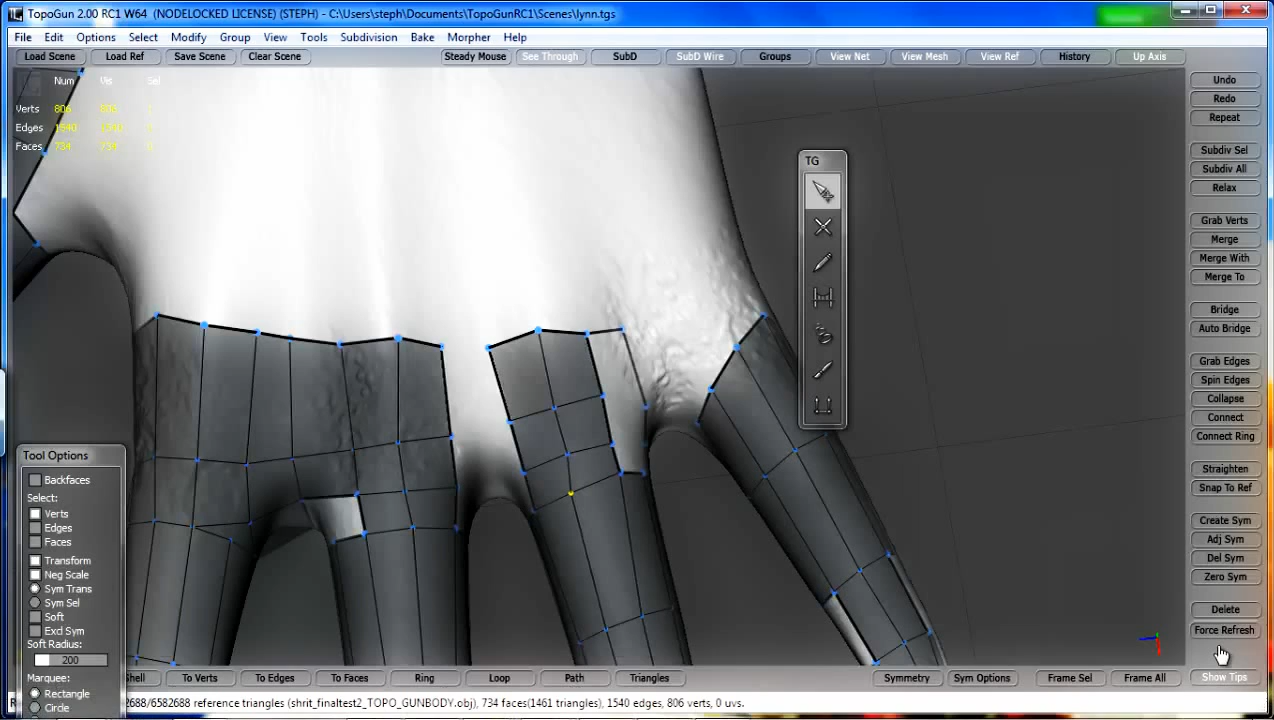 TopoGun 2.00 RC1 W64 (NODELOCKED LICENSE) (STEPH) - C:\Users\steph\Documents\TopoGunRC1\Scenes\lynn.tgs
File Edit Options Select Modify Group View Tools Subdivision Bake Morpher Help
Load Scene Load Ref Save Scene Clear Scene Steady Mouse See Through SubD SubD Wire Groups View Net View Mesh View Ref History Up Axis
Num Vis Sel
Verts 806
Edges 1540
Faces 734 734
TG
Undo
Redo
Repeat
Subdiv Sel
Subdiv All
Relax
Grab Verts
Merge
Merge With
Merge To
Bridge
Auto Bridge
Grab Edges
Spin Edges
Collapse
Connect
Connect Ring
Straighten
Snap To Ref
Create Sym
Adj Sym
Del Sym
Zero Sym
Delete
Force Refresh
Show Tips
Tool Options
Backfaces
Select:
Verts
Edges
Faces
Transform
Neg Scale
Sym Trans
Sym Sel
Soft
Excl Sym
Soft Radius:
200
Marquee:
Rectangle
Circle
Shell To Verts To Edges To Faces Ring Loop Path Triangles Symmetry Sym Options Frame Sel Frame All
2688/6582688 reference triangles (shrit_finaltest2_TOPO_GUNBODY.obj), 734 faces(1461 triangles), 1540 edges, 806 verts, 0 uvs.